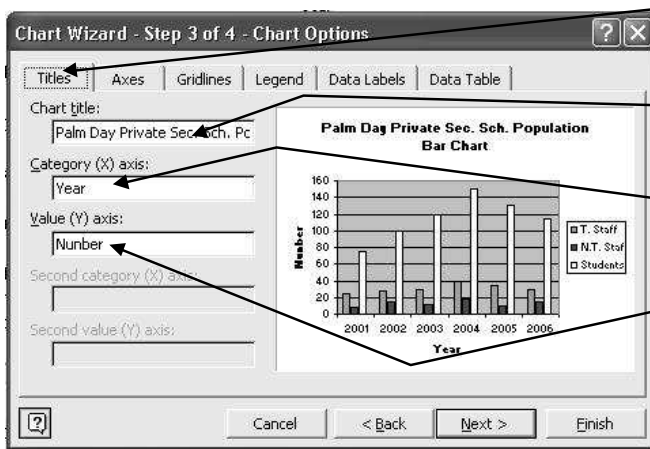 Chart Wizard - Step 3 of 4 - Chart Options
Titles Axes Gridlines Legend Data Labels Data Table
Chart title:
Palm Day Private Sec. Sch. Pc
Category (X) axis:
Year
Value (Y) axis:
Nunber
Second category (X) axis:
Second value (Y) axis:
Palm Day Private Sec. Sch. Population
Bar Chart
Nunber
160
140
120
100
80
60
40
20
0
2001 2002 2003 2004 2005 2006
Year
T. Staff
N.T. Staf
Students
Cancel < Back Next > Finish